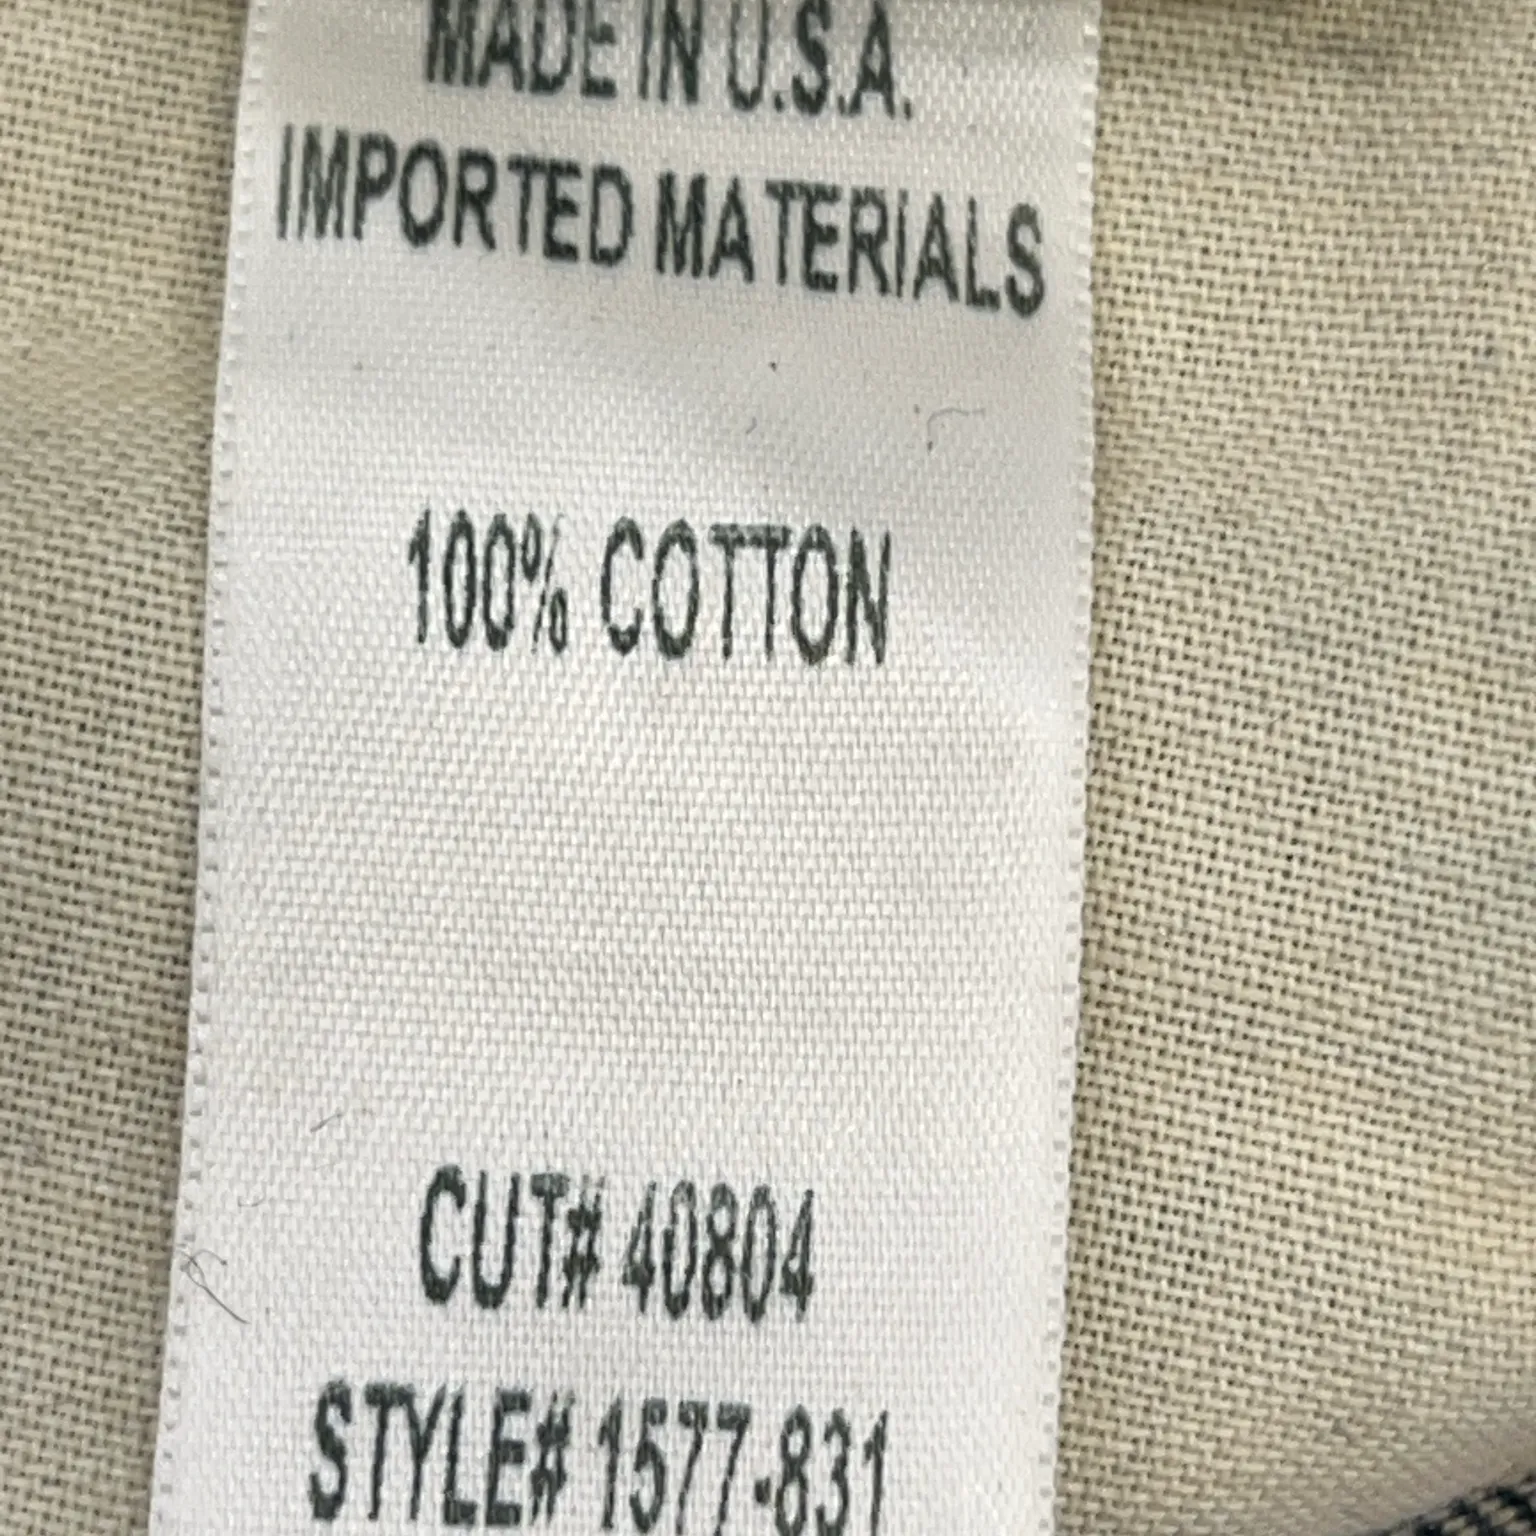 MADE IN U.S.A.
IMPORTED MATERIALS
100% COTTON
CUT# 40804
STYLE# 1577-831